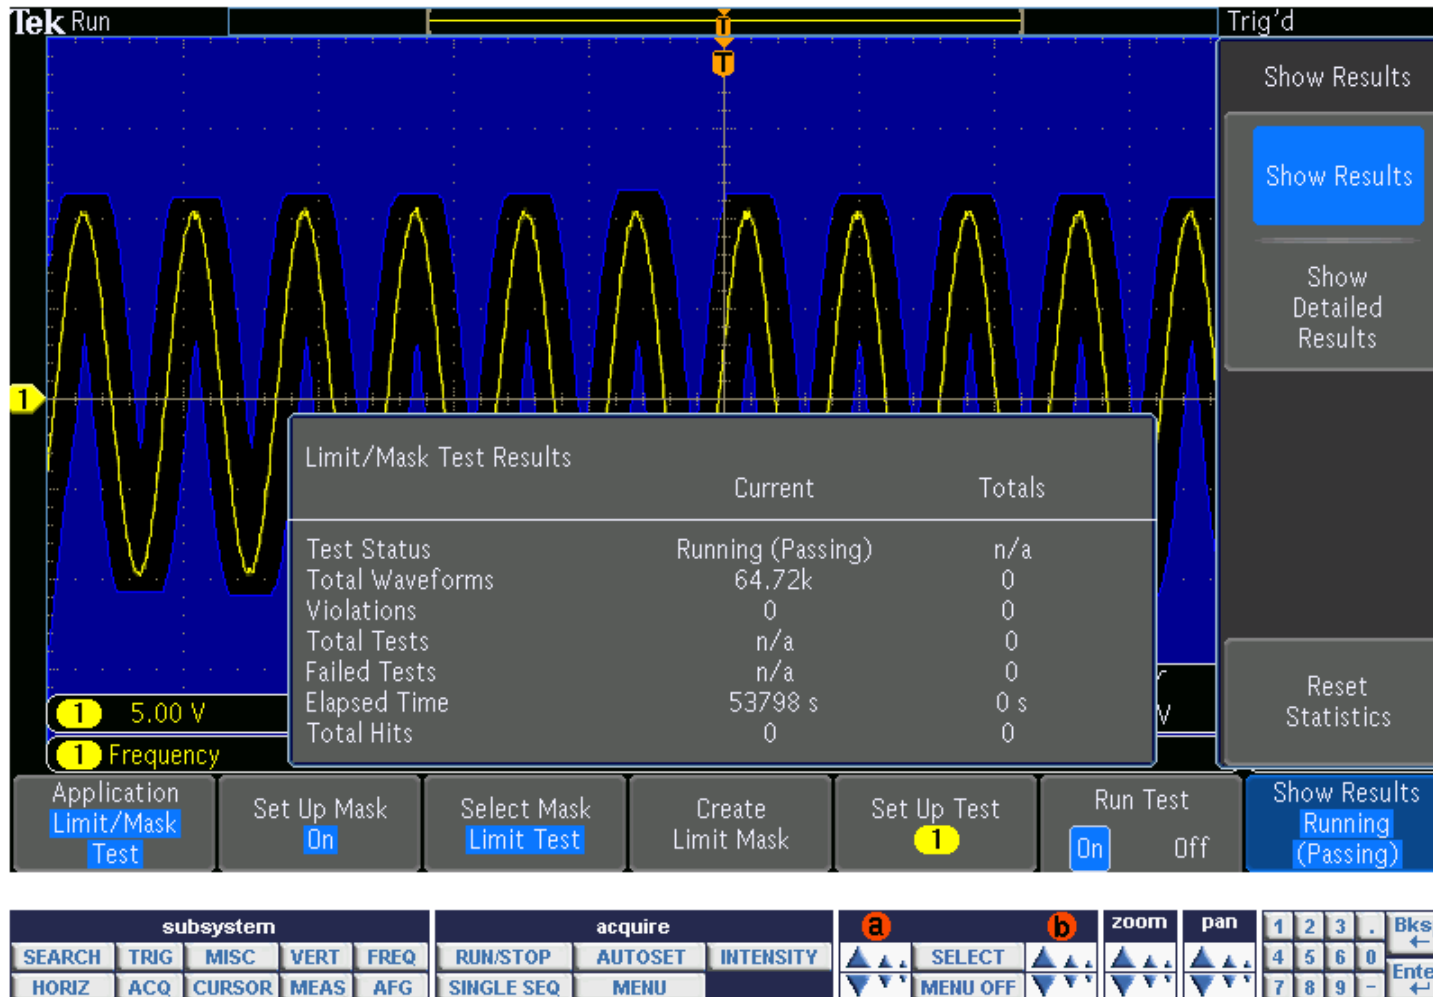 Tek Run Trig'd
T
T
Show Results
Show Results
Show
Detailed
Results
1
Limit/Mask Test Results
Current Totals
Test Status Running (Passing) n/a
Total Waveforms 64.72k 0
Violations 0 0
Total Tests n/a 0
Failed Tests n/a 0
Elapsed Time 53798 s 0 s
Total Hits 0 0
Reset
Statistics
1 5.00 V V
1 Frequency
Application
Limit/Mask
Test
Set Up Mask
On
Select Mask
Limit Test
Create
Limit Mask
Set Up Test
1
Run Test
On Off
Show Results
Running
(Passing)
subsystem acquire a b zoom pan
SEARCH TRIG MISC VERT FREQ RUN/STOP AUTOSET INTENSITY SELECT 1 2 3 . Bks
HORIZ ACQ CURSOR MEAS AFG SINGLE SEQ MENU MENU OFF 4 5 6 0 Ente
7 8 9 -